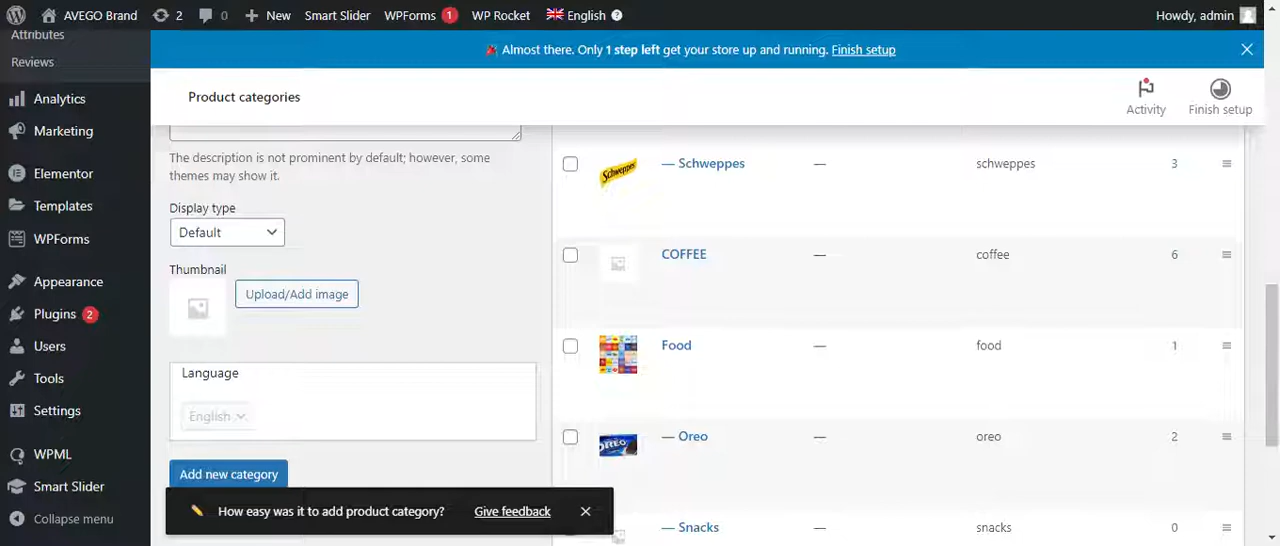 AVEGO Brand 2 0 New Smart Slider WPForms 1 WP Rocket English Howdy, admin
Attributes
Reviews
Analytics
Marketing
Elementor
Templates
WPForms
Appearance
Plugins 2
Users
Tools
Settings
WPML
Smart Slider
Collapse menu
Almost there. Only 1 step left get your store up and running. Finish setup
Product categories
Activity
Finish setup
The description is not prominent by default; however, some
themes may show it.
Display type
Default
Thumbnail
Upload/Add image
Language
English
Add new category
How easy was it to add product category? Give feedback
Schweppes
— Schweppes — schweppes 3
COFFEE — coffee 6
Food — food 1
OREO
— Oreo — oreo 2
— Snacks — snacks 0